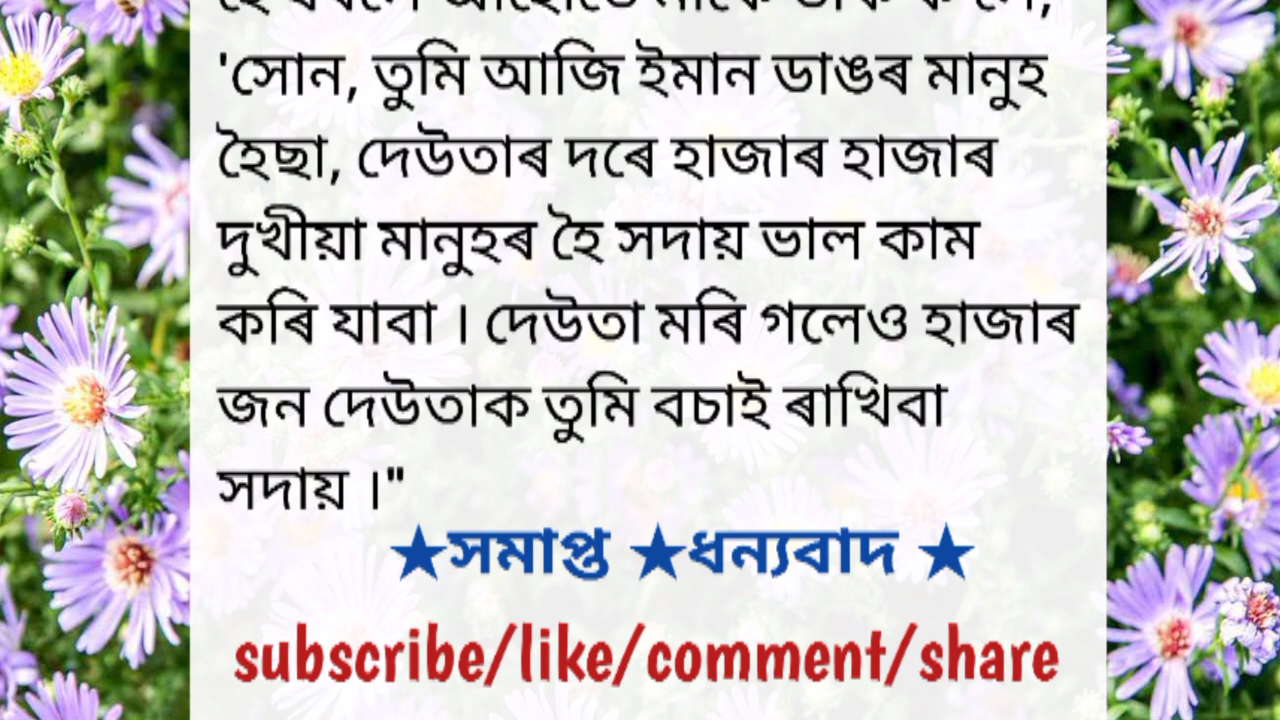 'সোন, তুমি আজি ইমান ডাঙৰ মানুহ
হৈছা, দেউতাৰ দৰে হাজাৰ হাজাৰ
দুখীয়া মানুহৰ হৈ সদায় ভাল কাম
কৰি যাবা । দেউতা মৰি গলেও হাজাৰ
জন দেউতাক তুমি বচাই ৰাখিবা
সদায় ।"
★সমাপ্ত ★ধন্যবাদ ★
subscribe/like/comment/share